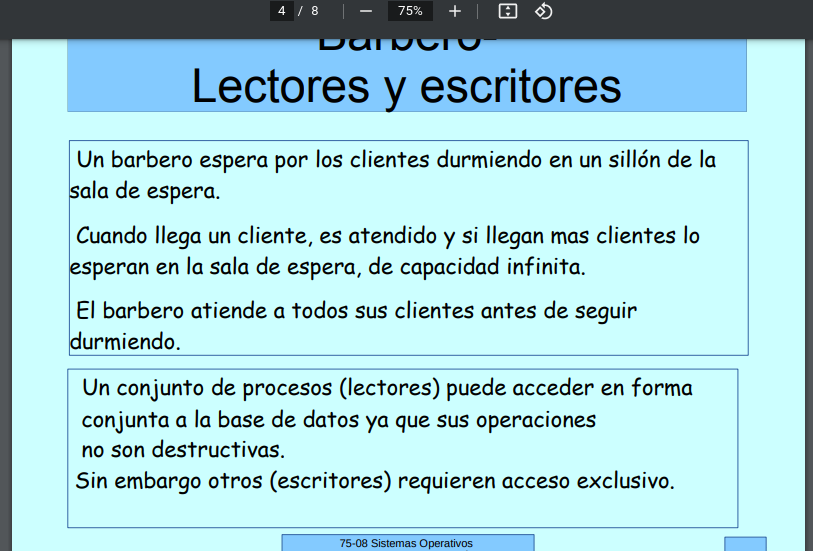 4 / 8
75%
Barbero-
Lectores y escritores
Un barbero espera por los clientes durmiendo en un sillón de la
sala de espera.
Cuando llega un cliente, es atendido y si llegan mas clientes lo
esperan en la sala de espera, de capacidad infinita.
El barbero atiende a todos sus clientes antes de seguir
durmiendo.
Un conjunto de procesos (lectores) puede acceder en forma
conjunta a la base de datos ya que sus operaciones
no son destructivas.
Sin embargo otros (escritores) requieren acceso exclusivo.
75-08 Sistemas Operativos